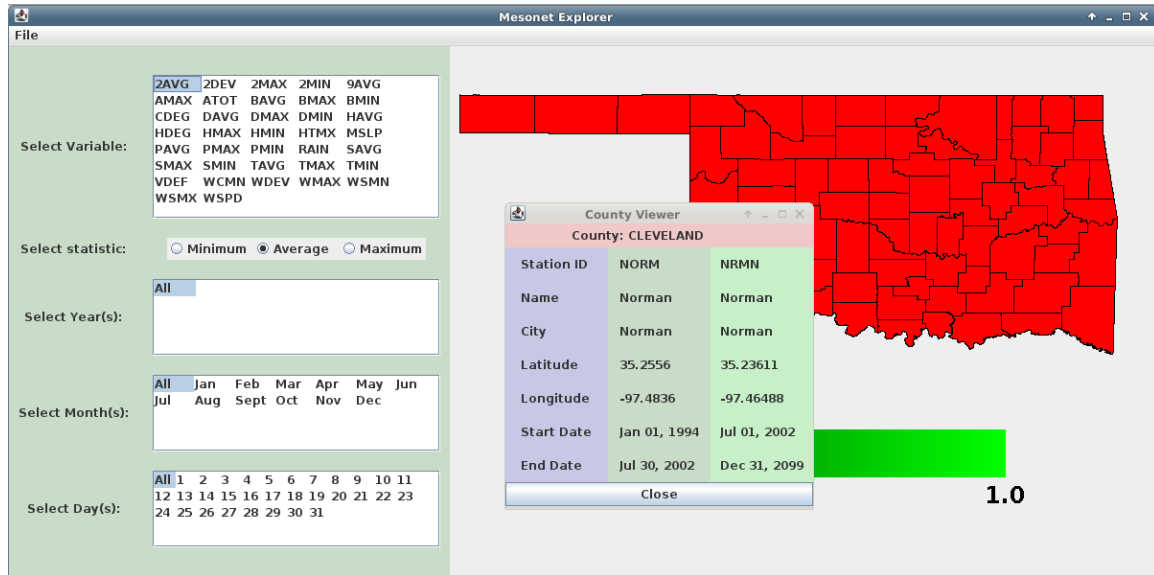 Mesonet Explorer
File
Select Variable:
2AVG 2DEV 2MAX 2MIN 9AVG
AMAX ATOT BAVG BMAX BMIN
CDEG DAVG DMAX DMIN HAVG
HDEG HMAX HMIN HTMX MSLP
PAVG PMAX PMIN RAIN SAVG
SMAX SMIN TAVG TMAX TMIN
VDEF WCMN WDEV WMAX WSMN
WSMX WSPD
Select statistic:
Minimum Average Maximum
Select Year(s):
All
Select Month(s):
All Jan Feb Mar Apr May Jun
Jul Aug Sept Oct Nov Dec
Select Day(s):
All 1 2 3 4 5 6 7 8 9 10 11
12 13 14 15 16 17 18 19 20 21 22 23
24 25 26 27 28 29 30 31
County Viewer
County: CLEVELAND
Station ID NORM NRMN
Name Norman Norman
City Norman Norman
Latitude 35.2556 35.23611
Longitude -97.4836 -97.46488
Start Date Jan 01, 1994 Jul 01, 2002
End Date Jul 30, 2002 Dec 31, 2099
Close
1.0